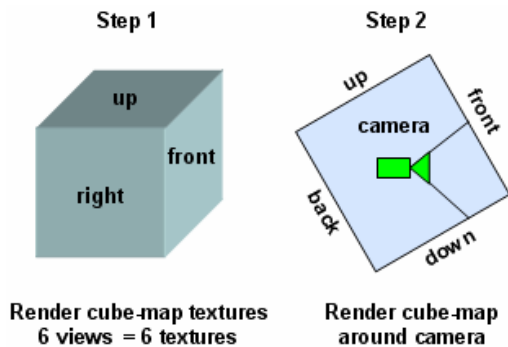 Step 1
up
front
right
Render cube-map textures
6 views = 6 textures
Step 2
up
front
camera
back
down
Render cube-map
around camera